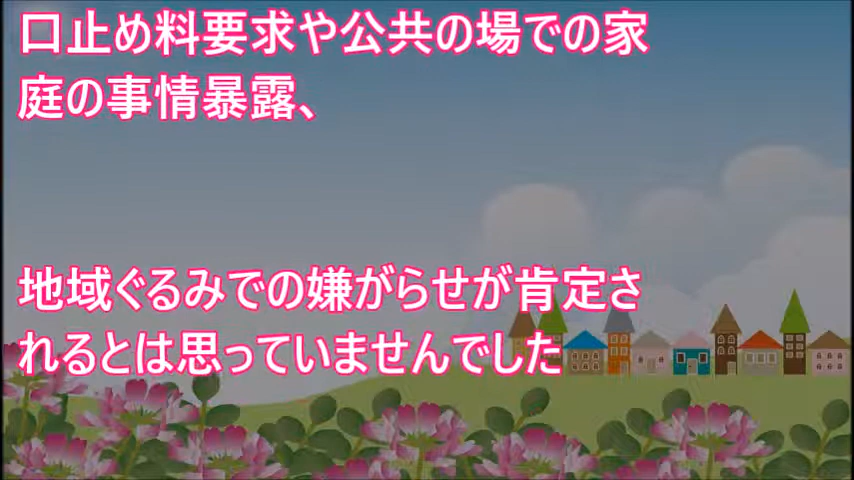 口止め料要求や公共の場での家
庭の事情暴露、
地域ぐるみでの嫌がらせが肯定さ
れるとは思っていませんでした